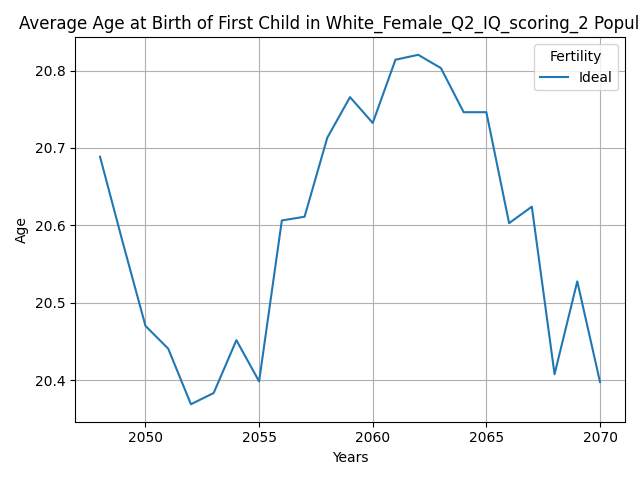 Average Age at Birth of First Child in White_Female_Q2_IQ_scoring_2 Popul
Fertility
Ideal
20.8
20.7
20.6
20.5
20.4
Age
2050 2055 2060 2065 2070
Years